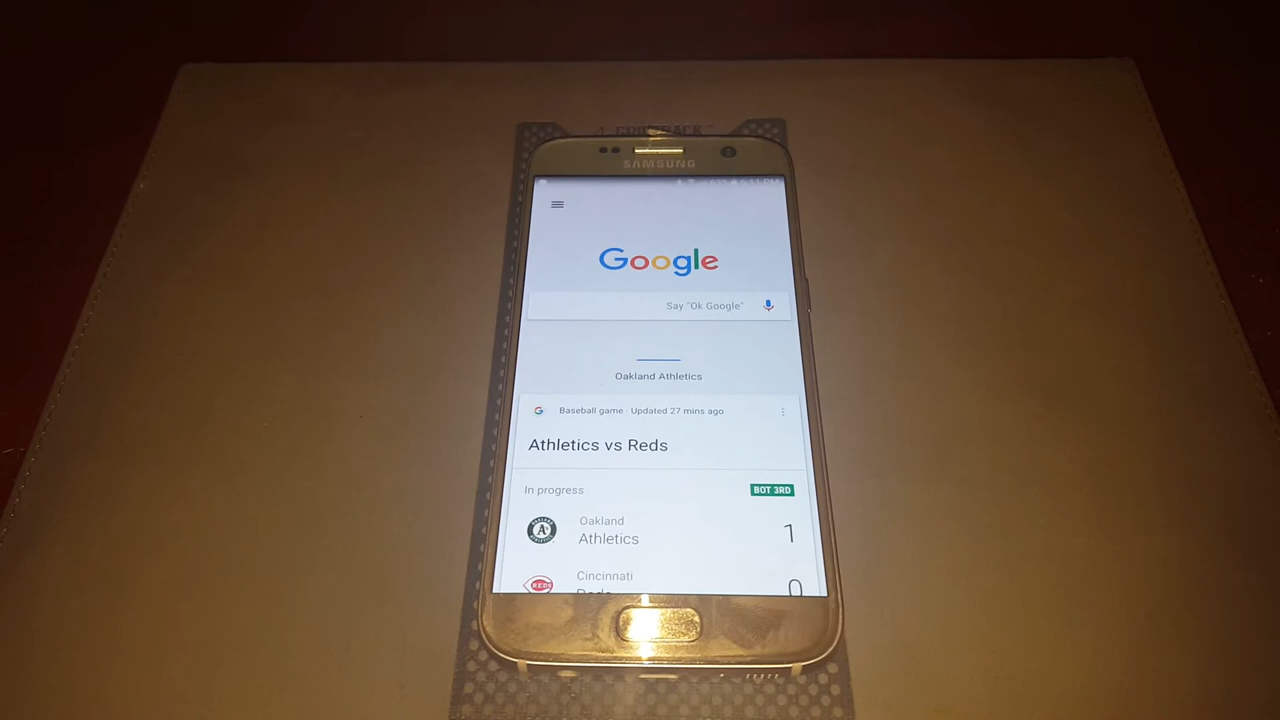 SAMSUNG
Google
Say "Ok Google"
Oakland Athletics
Baseball game · Updated 27 mins ago
Athletics vs Reds
In progress
BOT 3RD
Oakland
Athletics
1
Cincinnati
Reds
0